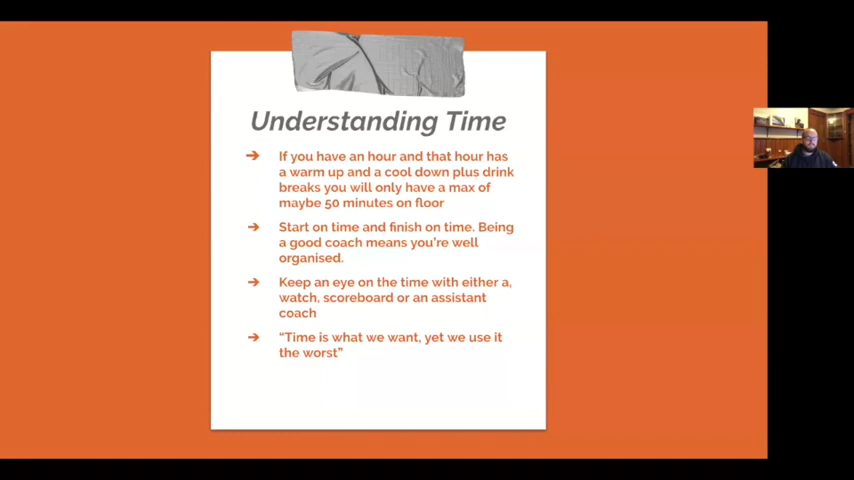 Understanding Time
➔ If you have an hour and that hour has
a warm up and a cool down plus drink
breaks you will only have a max of
maybe 50 minutes on floor
➔ Start on time and finish on time. Being
a good coach means you're well
organised.
➔ Keep an eye on the time with either a,
watch, scoreboard or an assistant
coach
➔ “Time is what we want, yet we use it
the worst”